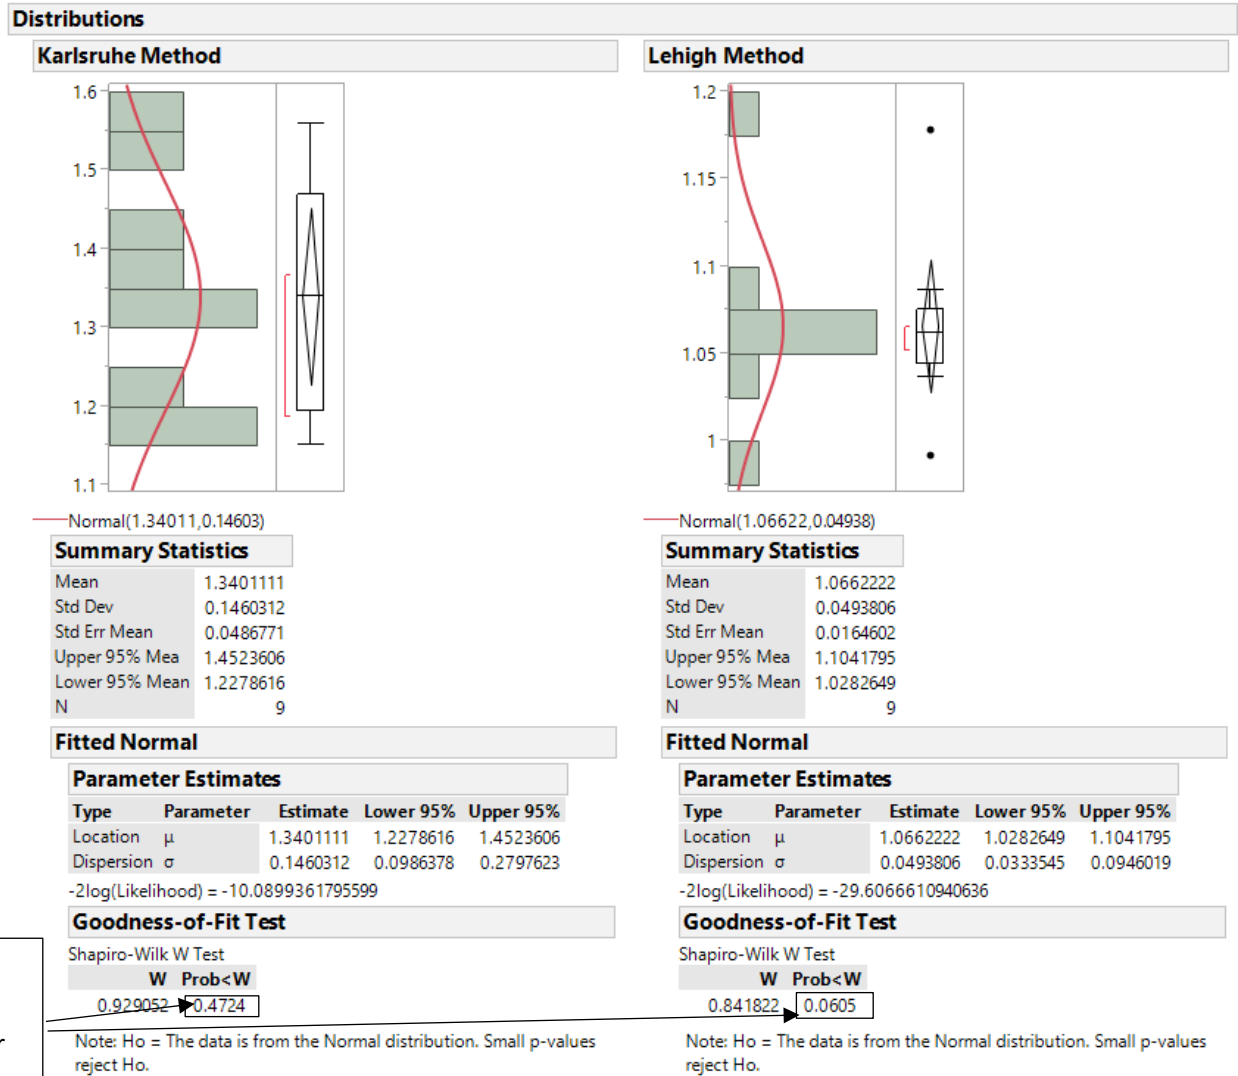 Distributions
Karlsruhe Method
1.6
1.5
1.4
1.3
1.2
1.1
Normal(1.34011,0.14603)
Summary Statistics
Mean 1.3401111
Std Dev 0.1460312
Std Err Mean 0.0486771
Upper 95% Mea 1.4523606
Lower 95% Mean 1.2278616
N 9
Fitted Normal
Parameter Estimates
Type Parameter Estimate Lower 95% Upper 95%
Location μ 1.3401111 1.2278616 1.4523606
Dispersion σ 0.1460312 0.0986378 0.2797623
-2log(Likelihood) = -10.0899361795599
Goodness-of-Fit Test
Shapiro-Wilk W Test
W Prob<W
0.929052 0.4724
Note: Ho = The data is from the Normal distribution. Small p-values
reject Ho.
Lehigh Method
1.2
1.15
1.1
1.05
1
Normal(1.06622,0.04938)
Summary Statistics
Mean 1.0662222
Std Dev 0.0493806
Std Err Mean 0.0164602
Upper 95% Mea 1.1041795
Lower 95% Mean 1.0282649
N 9
Fitted Normal
Parameter Estimates
Type Parameter Estimate Lower 95% Upper 95%
Location μ 1.0662222 1.0282649 1.1041795
Dispersion σ 0.0493806 0.0333545 0.0946019
-2log(Likelihood) = -29.6066610940636
Goodness-of-Fit Test
Shapiro-Wilk W Test
W Prob<W
0.841822 0.0605
Note: Ho = The data is from the Normal distribution. Small p-values
reject Ho.